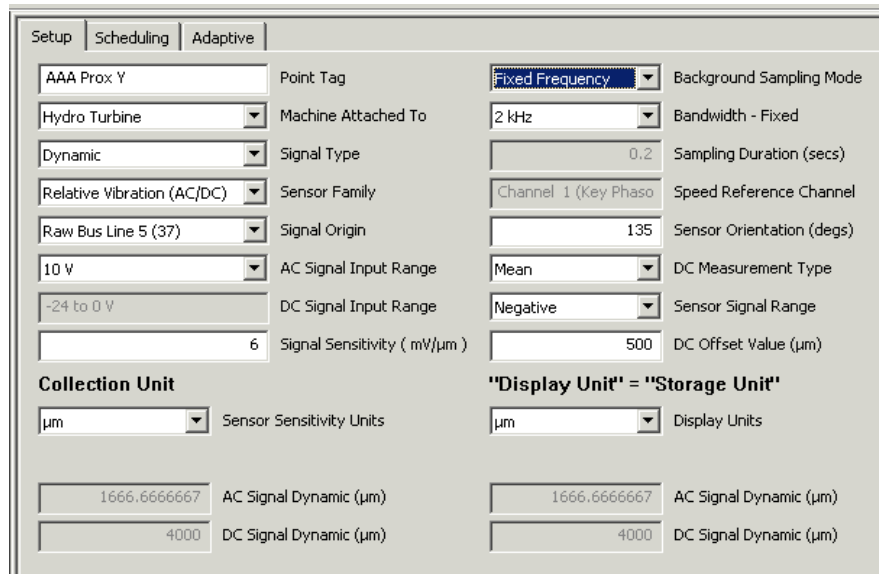 Setup Scheduling Adaptive
AAA Prox Y Point Tag Fixed Frequency Background Sampling Mode
Hydro Turbine Machine Attached To 2 kHz Bandwidth - Fixed
Dynamic Signal Type 0.2 Sampling Duration (secs)
Relative Vibration (AC/DC) Sensor Family Channel 1 (Key Phaso Speed Reference Channel
Raw Bus Line 5 (37) Signal Origin 135 Sensor Orientation (degs)
10 V AC Signal Input Range Mean DC Measurement Type
-24 to 0 V DC Signal Input Range Negative Sensor Signal Range
6 Signal Sensitivity ( mV/µm ) 500 DC Offset Value (µm)
Collection Unit "Display Unit" = "Storage Unit"
µm Sensor Sensitivity Units µm Display Units
1666.6666667 AC Signal Dynamic (µm) 1666.6666667 AC Signal Dynamic (µm)
4000 DC Signal Dynamic (µm) 4000 DC Signal Dynamic (µm)